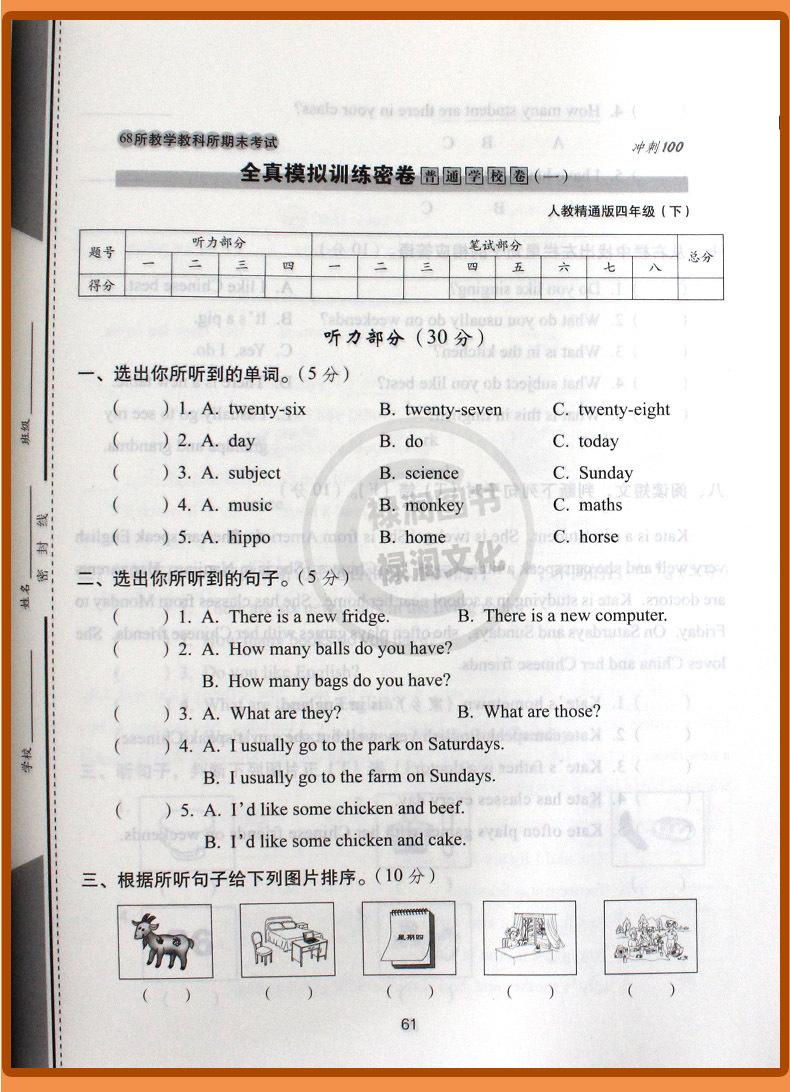 68所教学教科所期末考试
冲刺100
全真模拟训练密卷 普通学校卷(一)
人教精通版四年级(下)
题号 听力部分 笔试部分 总分
一 二 三 四 一 二 三 四 五 六 七 八
得分
听力部分(30分)
一、选出你所听到的单词。(5分)
( ) 1. A. twenty-six B. twenty-seven C. twenty-eight
( ) 2. A. day B. do C. today
( ) 3. A. subject B. science C. Sunday
( ) 4. A. music B. monkey C. maths
( ) 5. A. hippo B. home C. horse
二、选出你所听到的句子。(5分)
( ) 1. A. There is a new fridge. B. There is a new computer.
( ) 2. A. How many balls do you have?
B. How many bags do you have?
( ) 3. A. What are they? B. What are those?
( ) 4. A. I usually go to the park on Saturdays.
B. I usually go to the farm on Sundays.
( ) 5. A. I'd like some chicken and beef.
B. I'd like some chicken and cake.
三、根据所听句子给下列图片排序。(10分)
星期四
( ) ( ) ( ) ( ) ( )
61
班级
姓名
学校
密封线
禄润图书
禄润文化